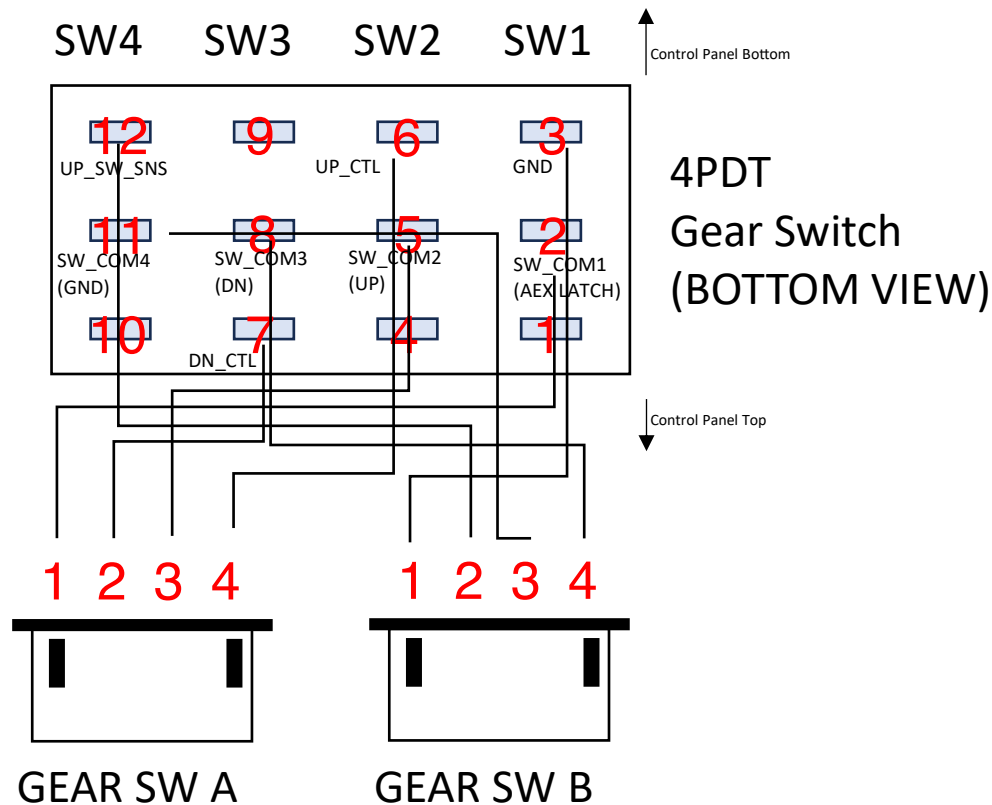 SW4 SW3 SW2 SW1
Control Panel Bottom
12 9 6 3
UP_SW_SNS UP_CTL GND
4PDT
Gear Switch
(BOTTOM VIEW)
11 8 5 2
SW_COM4 SW_COM3 SW_COM2 SW_COM1
(GND) (DN) (UP) (AEX LATCH)
10 7 4 1
DN_CTL
Control Panel Top
1 2 3 4 1 2 3 4
GEAR SW A GEAR SW B